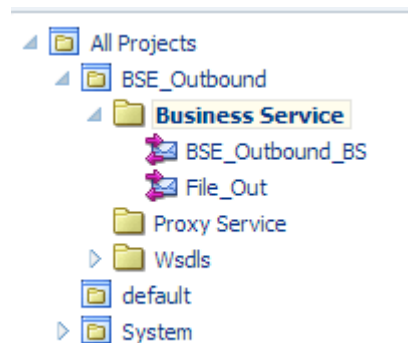 All Projects
BSE_Outbound
Business Service
BSE_Outbound_BS
File_Out
Proxy Service
Wsdls
default
System